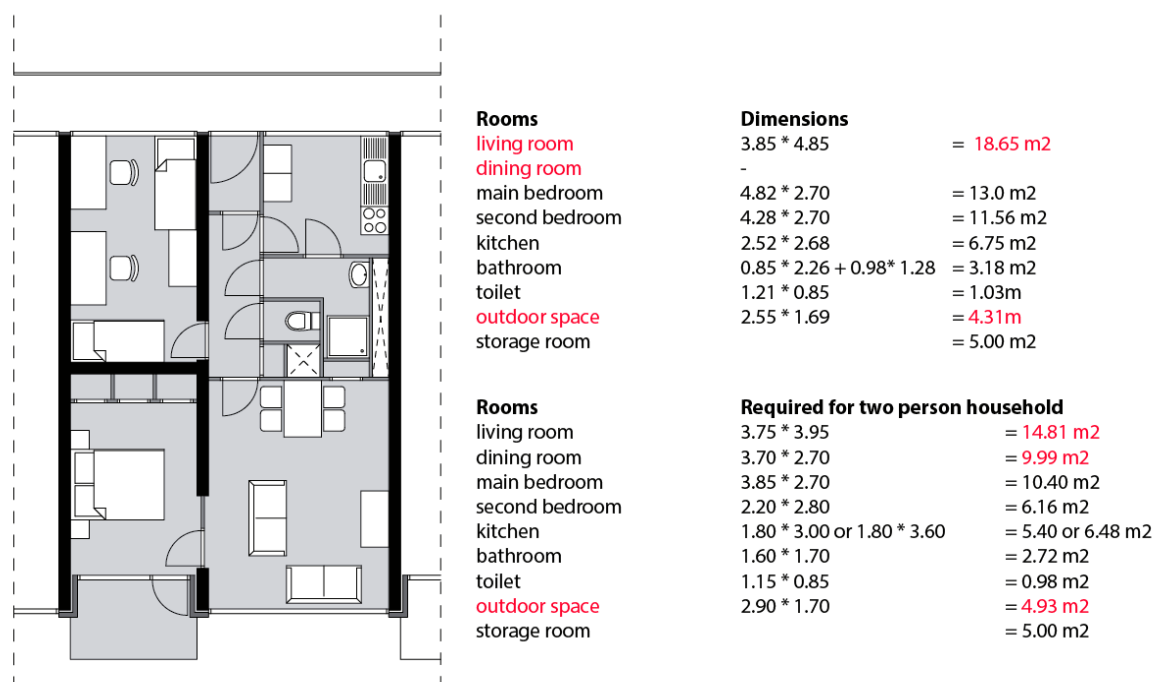 Rooms Dimensions
living room 3.85 * 4.85 = 18.65 m2
dining room -
main bedroom 4.82 * 2.70 = 13.0 m2
second bedroom 4.28 * 2.70 = 11.56 m2
kitchen 2.52 * 2.68 = 6.75 m2
bathroom 0.85 * 2.26 + 0.98* 1.28 = 3.18 m2
toilet 1.21 * 0.85 = 1.03m
outdoor space 2.55 * 1.69 = 4.31m
storage room = 5.00 m2
Rooms Required for two person household
living room 3.75 * 3.95 = 14.81 m2
dining room 3.70 * 2.70 = 9.99 m2
main bedroom 3.85 * 2.70 = 10.40 m2
second bedroom 2.20 * 2.80 = 6.16 m2
kitchen 1.80 * 3.00 or 1.80 * 3.60 = 5.40 or 6.48 m2
bathroom 1.60 * 1.70 = 2.72 m2
toilet 1.15 * 0.85 = 0.98 m2
outdoor space 2.90 * 1.70 = 4.93 m2
storage room = 5.00 m2